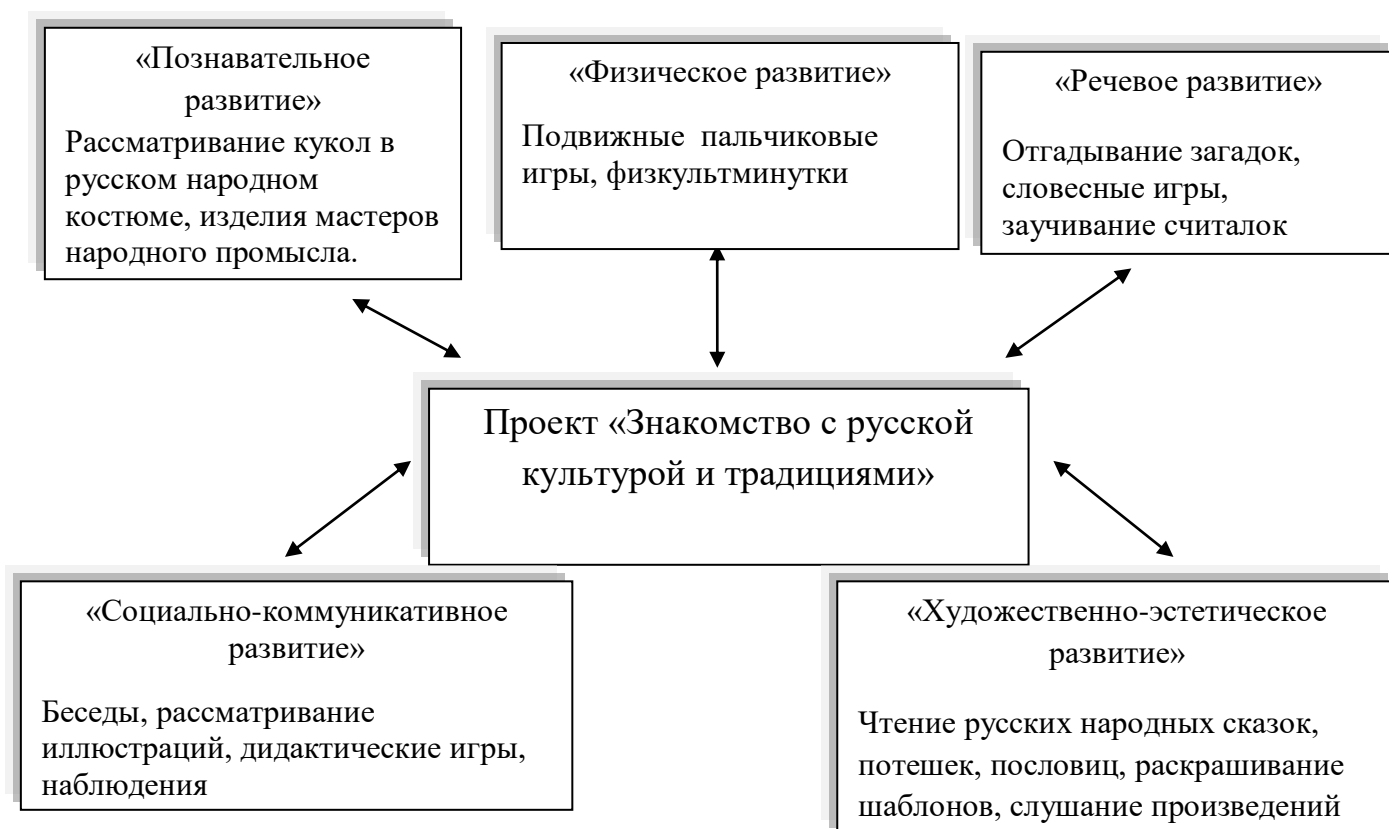 «Познавательное
развитие»
Рассматривание кукол в
русском народном
костюме, изделия мастеров
народного промысла.
«Физическое развитие»
Подвижные пальчиковые
игры, физкультминутки
«Речевое развитие»
Отгадывание загадок,
словесные игры,
заучивание считалок
Проект «Знакомство с русской
культурой и традициями»
«Социально-коммуникативное
развитие»
Беседы, рассматривание
иллюстраций, дидактические игры,
наблюдения
«Художественно-эстетическое
развитие»
Чтение русских народных сказок,
потешек, пословиц, раскрашивание
шаблонов, слушание произведений